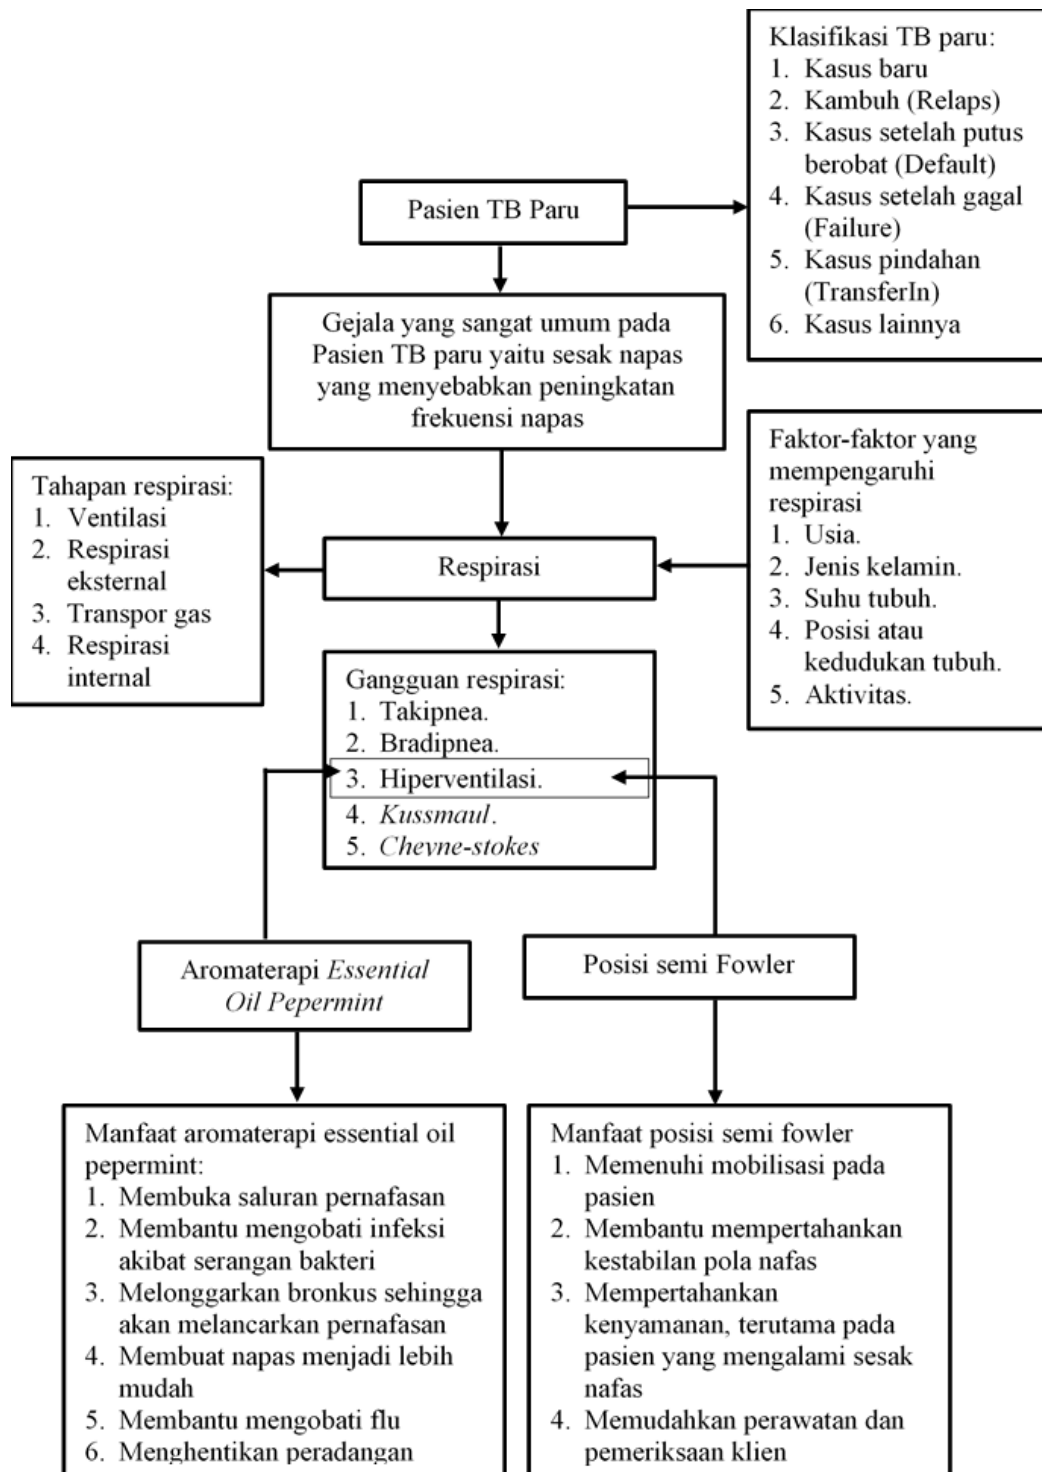 Klasifikasi TB paru:
1. Kasus baru
2. Kambuh (Relaps)
3. Kasus setelah putus
berobat (Default)
4. Kasus setelah gagal
(Failure)
5. Kasus pindahan
(TransferIn)
6. Kasus lainnya
Pasien TB Paru
Gejala yang sangat umum pada
Pasien TB paru yaitu sesak napas
yang menyebabkan peningkatan
frekuensi napas
Faktor-faktor yang
mempengaruhi
respirasi
1. Usia.
2. Jenis kelamin.
3. Suhu tubuh.
4. Posisi atau
kedudukan tubuh.
5. Aktivitas.
Tahapan respirasi:
1. Ventilasi
2. Respirasi
eksternal
3. Transpor gas
4. Respirasi
internal
Respirasi
Gangguan respirasi:
1. Takipnea.
2. Bradipnea.
3. Hiperventilasi.
4. Kussmaul.
5. Cheyne-stokes
Aromaterapi Essential
Oil Pepermint
Posisi semi Fowler
Manfaat aromaterapi essential oil
pepermint:
1. Membuka saluran pernafasan
2. Membantu mengobati infeksi
akibat serangan bakteri
3. Melonggarkan bronkus sehingga
akan melancarkan pernafasan
4. Membuat napas menjadi lebih
mudah
5. Membantu mengobati flu
6. Menghentikan peradangan
Manfaat posisi semi fowler
1. Memenuhi mobilisasi pada
pasien
2. Membantu mempertahankan
kestabilan pola nafas
3. Mempertahankan
kenyamanan, terutama pada
pasien yang mengalami sesak
nafas
4. Memudahkan perawatan dan
pemeriksaan klien